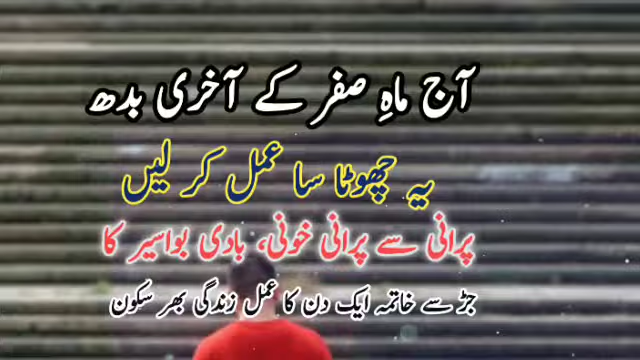 آج ماہِ صفر کے آخری بدھ
یہ چھوٹا سا عمل کر لیں
پرانی سے پرانی خونی، بادی بواسیر کا
جڑ سے خاتمہ ایک دن کا عمل زندگی بھر سکون